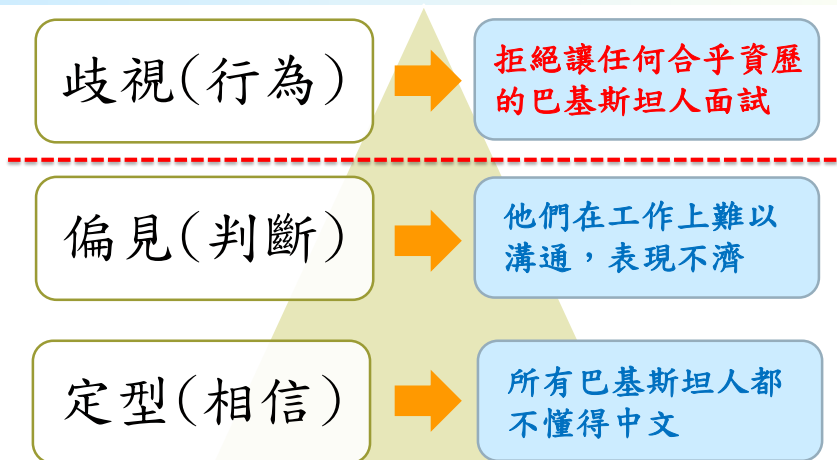 歧視(行為)
拒絕讓任何合乎資歷
的巴基斯坦人面試
偏見(判斷)
他們在工作上難以
溝通，表現不濟
定型(相信)
所有巴基斯坦人都
不懂得中文